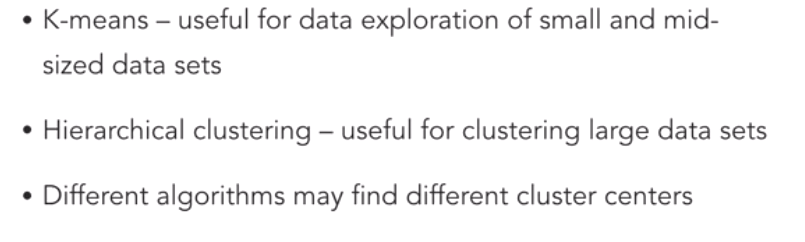 • K-means – useful for data exploration of small and mid-
sized data sets
• Hierarchical clustering – useful for clustering large data sets
• Different algorithms may find different cluster centers